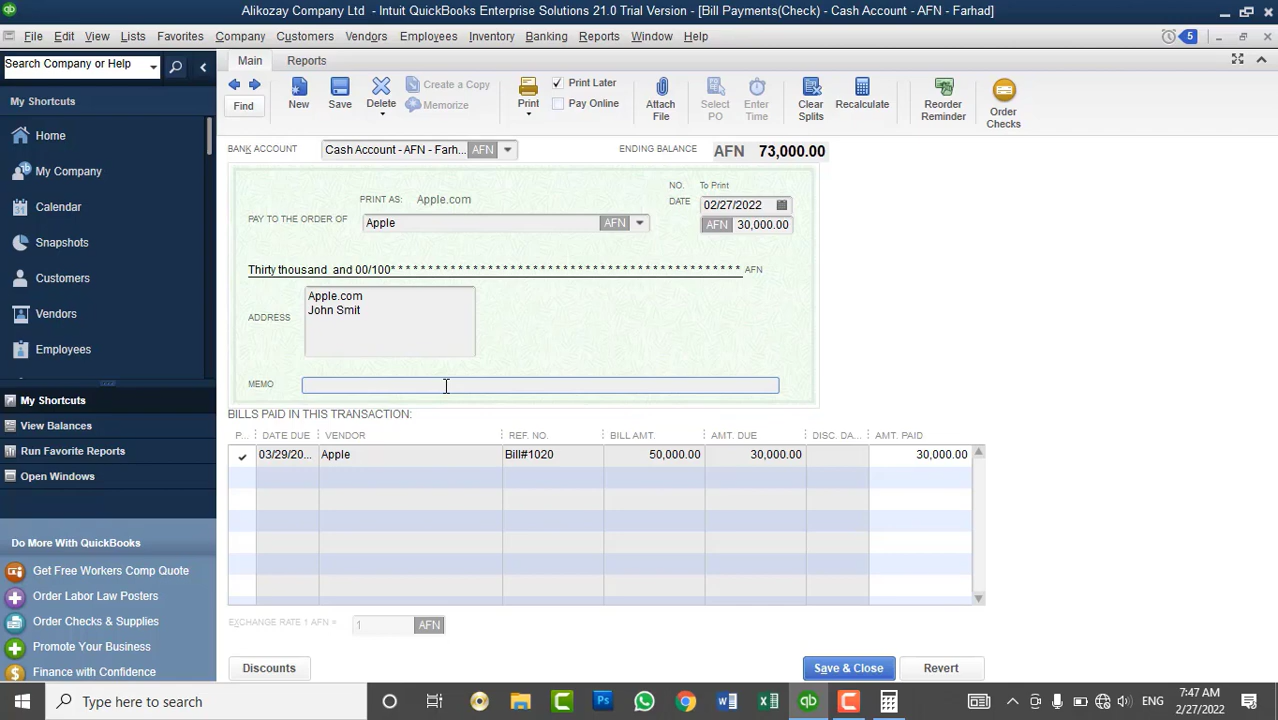 Alikozay Company Ltd - Intuit QuickBooks Enterprise Solutions 21.0 Trial Version - [Bill Payments(Check) - Cash Account - AFN - Farhad]
File Edit View Lists Favorites Company Customers Vendors Employees Inventory Banking Reports Window Help
5
Search Company or Help
Main Reports
My Shortcuts
Home
My Company
Calendar
Snapshots
Customers
Vendors
Employees
My Shortcuts
View Balances
Run Favorite Reports
Open Windows
Do More With QuickBooks
Get Free Workers Comp Quote
Order Labor Law Posters
Order Checks & Supplies
Promote Your Business
Finance with Confidence
Find
New
Save
Delete
Create a Copy
Memorize
Print
Print Later
Pay Online
Attach File
Select PO
Enter Time
Clear Splits
Recalculate
Reorder Reminder
Order Checks
BANK ACCOUNT Cash Account - AFN - Farh... AFN ENDING BALANCE AFN 73,000.00
PRINT AS: Apple.com
NO. To Print
DATE 02/27/2022
PAY TO THE ORDER OF Apple AFN
AFN 30,000.00
Thirty thousand and 00/100* * * * * * * * * * * * * * * * * * * * * * * * * * * * * * * * * * * * * * * * * * * * * * AFN
ADDRESS
Apple.com
John Smit
MEMO
BILLS PAID IN THIS TRANSACTION:
P... DATE DUE VENDOR REF. NO. BILL AMT. AMT. DUE DISC. DA... AMT. PAID
03/29/20... Apple Bill#1020 50,000.00 30,000.00 30,000.00
EXCHANGE RATE 1 AFN = 1 AFN
Discounts Save & Close Revert
Type here to search
ENG
7:47 AM
2/27/2022